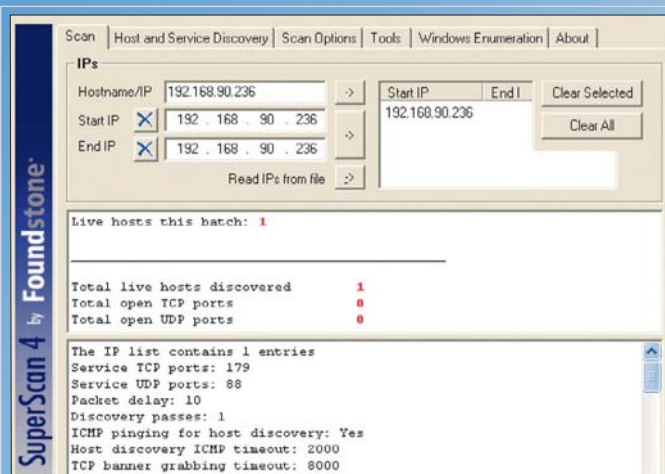 SuperScan 4 by Foundstone
Scan Host and Service Discovery Scan Options Tools Windows Enumeration About
IPs
Hostname/IP 192.168.90.236 ->
Start IP X 192 . 168 . 90 . 236
End IP X 192 . 168 . 90 . 236
->
Read IPs from file ->
Start IP End I
192.168.90.236
Clear Selected
Clear All
Live hosts this batch: 1
Total live hosts discovered 1
Total open TCP ports 0
Total open UDP ports 0
The IP list contains 1 entries
Service TCP ports: 179
Service UDP ports: 88
Packet delay: 10
Discovery passes: 1
ICMP pinging for host discovery: Yes
Host discovery ICMP timeout: 2000
TCP banner grabbing timeout: 8000